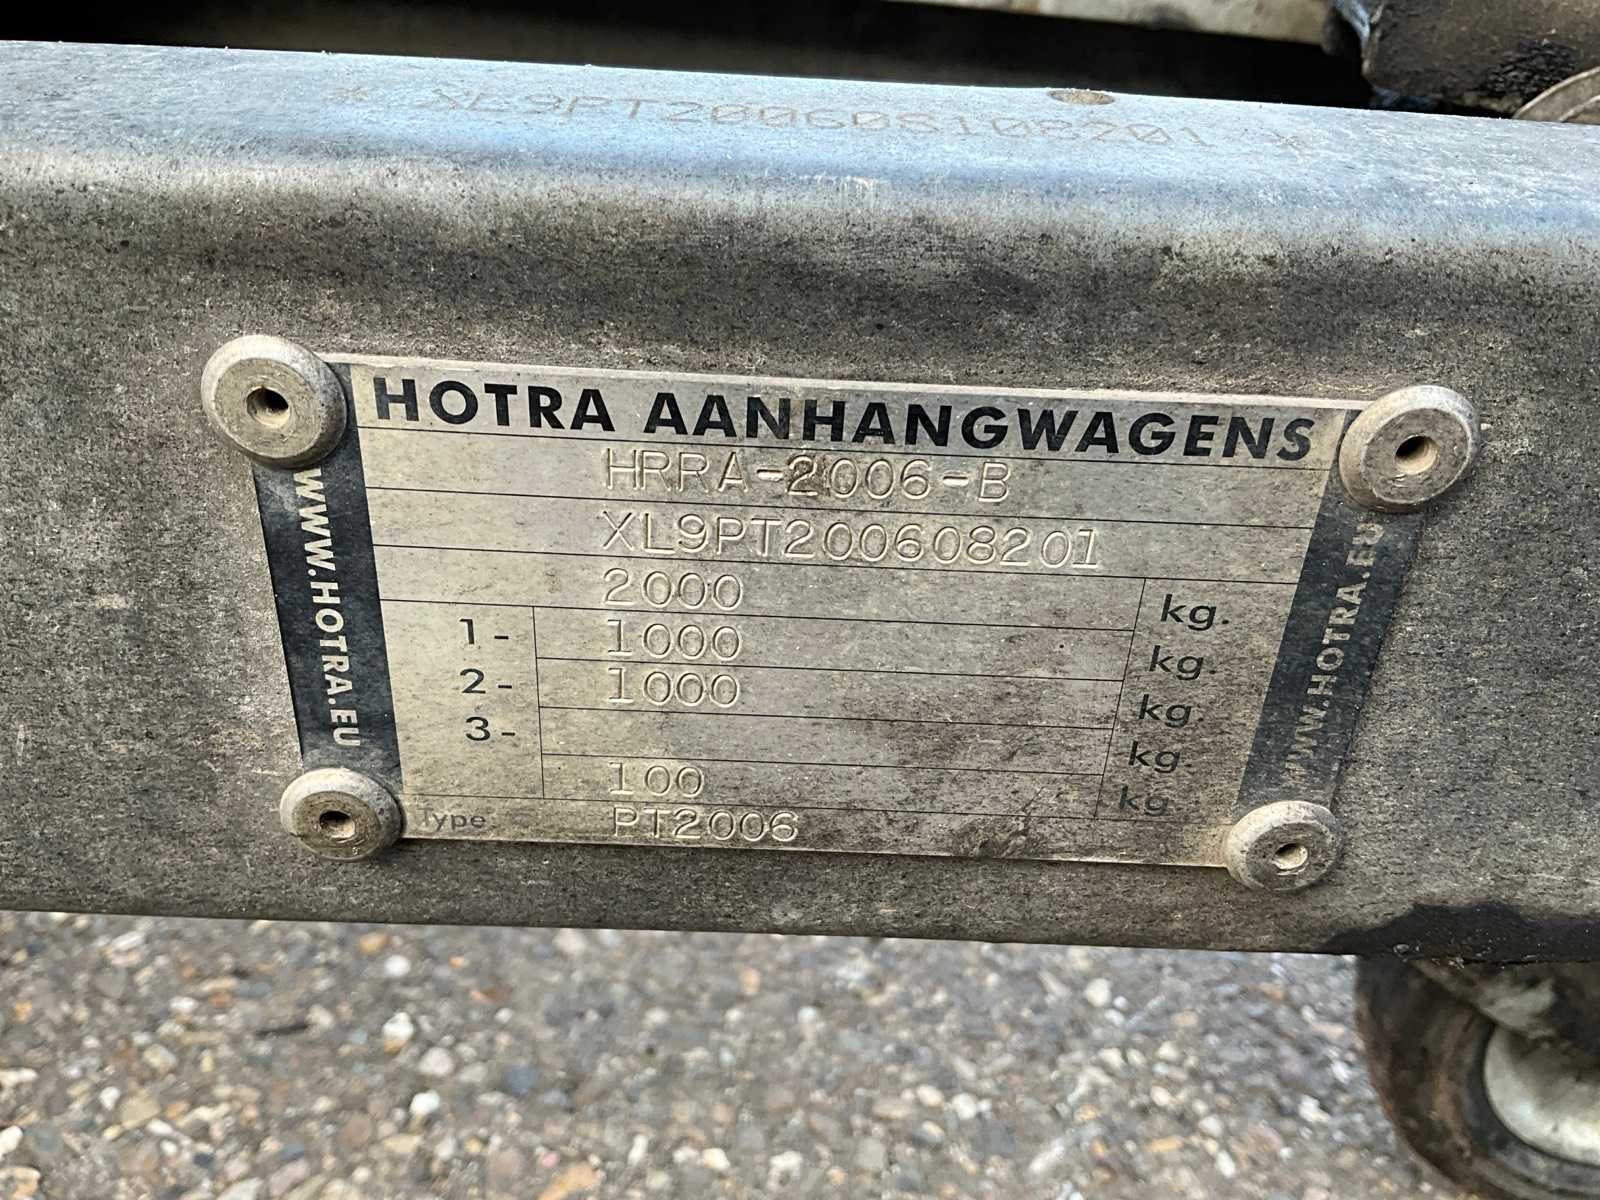 * XL9PT200608108201 *
HOTRA AANHANGWAGENS
HRRA-2006-B
XL9PT200608201
2000 kg.
1- 1000 kg.
2- 1000 kg.
3- kg.
100 kg
Type PT2006
WWW.HOTRA.EU
WWW.HOTRA.EU